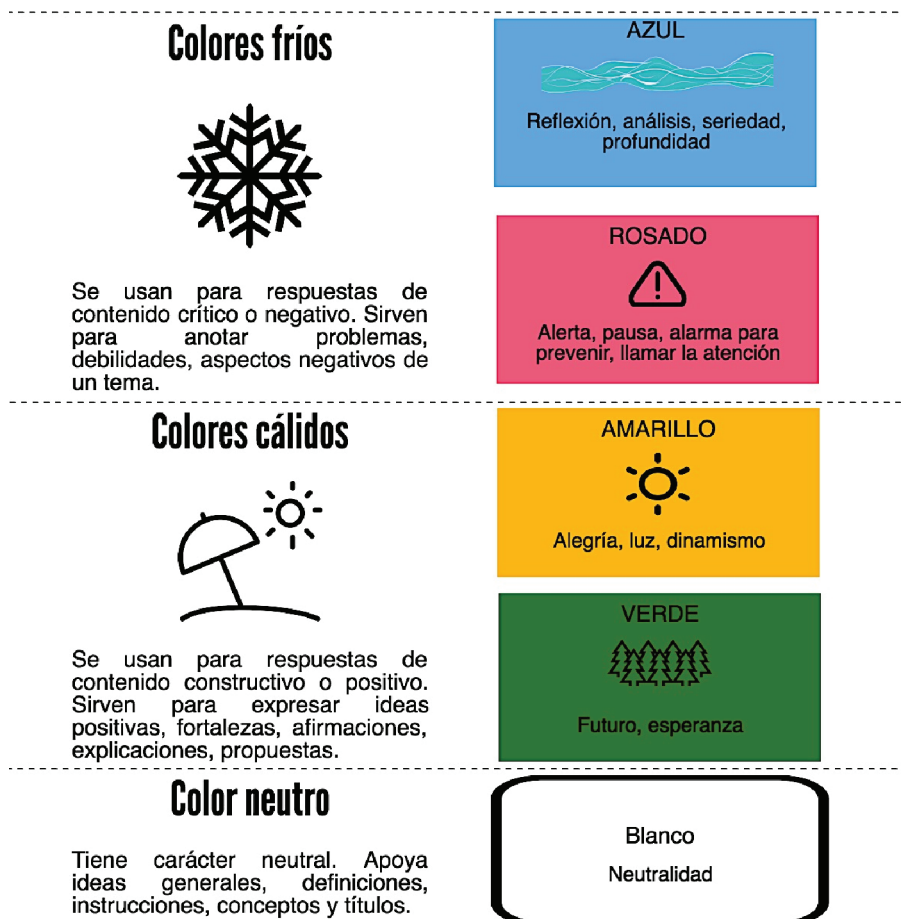 Colores fríos
Se usan para respuestas de
contenido crítico o negativo. Sirven
para anotar problemas,
debilidades, aspectos negativos de
un tema.
AZUL
Reflexión, análisis, seriedad,
profundidad
ROSADO
Alerta, pausa, alarma para
prevenir, llamar la atención
Colores cálidos
Se usan para respuestas de
contenido constructivo o positivo.
Sirven para expresar ideas
positivas, fortalezas, afirmaciones,
explicaciones, propuestas.
AMARILLO
Alegría, luz, dinamismo
VERDE
Futuro, esperanza
Color neutro
Tiene carácter neutral. Apoya
ideas generales, definiciones,
instrucciones, conceptos y títulos.
Blanco
Neutralidad